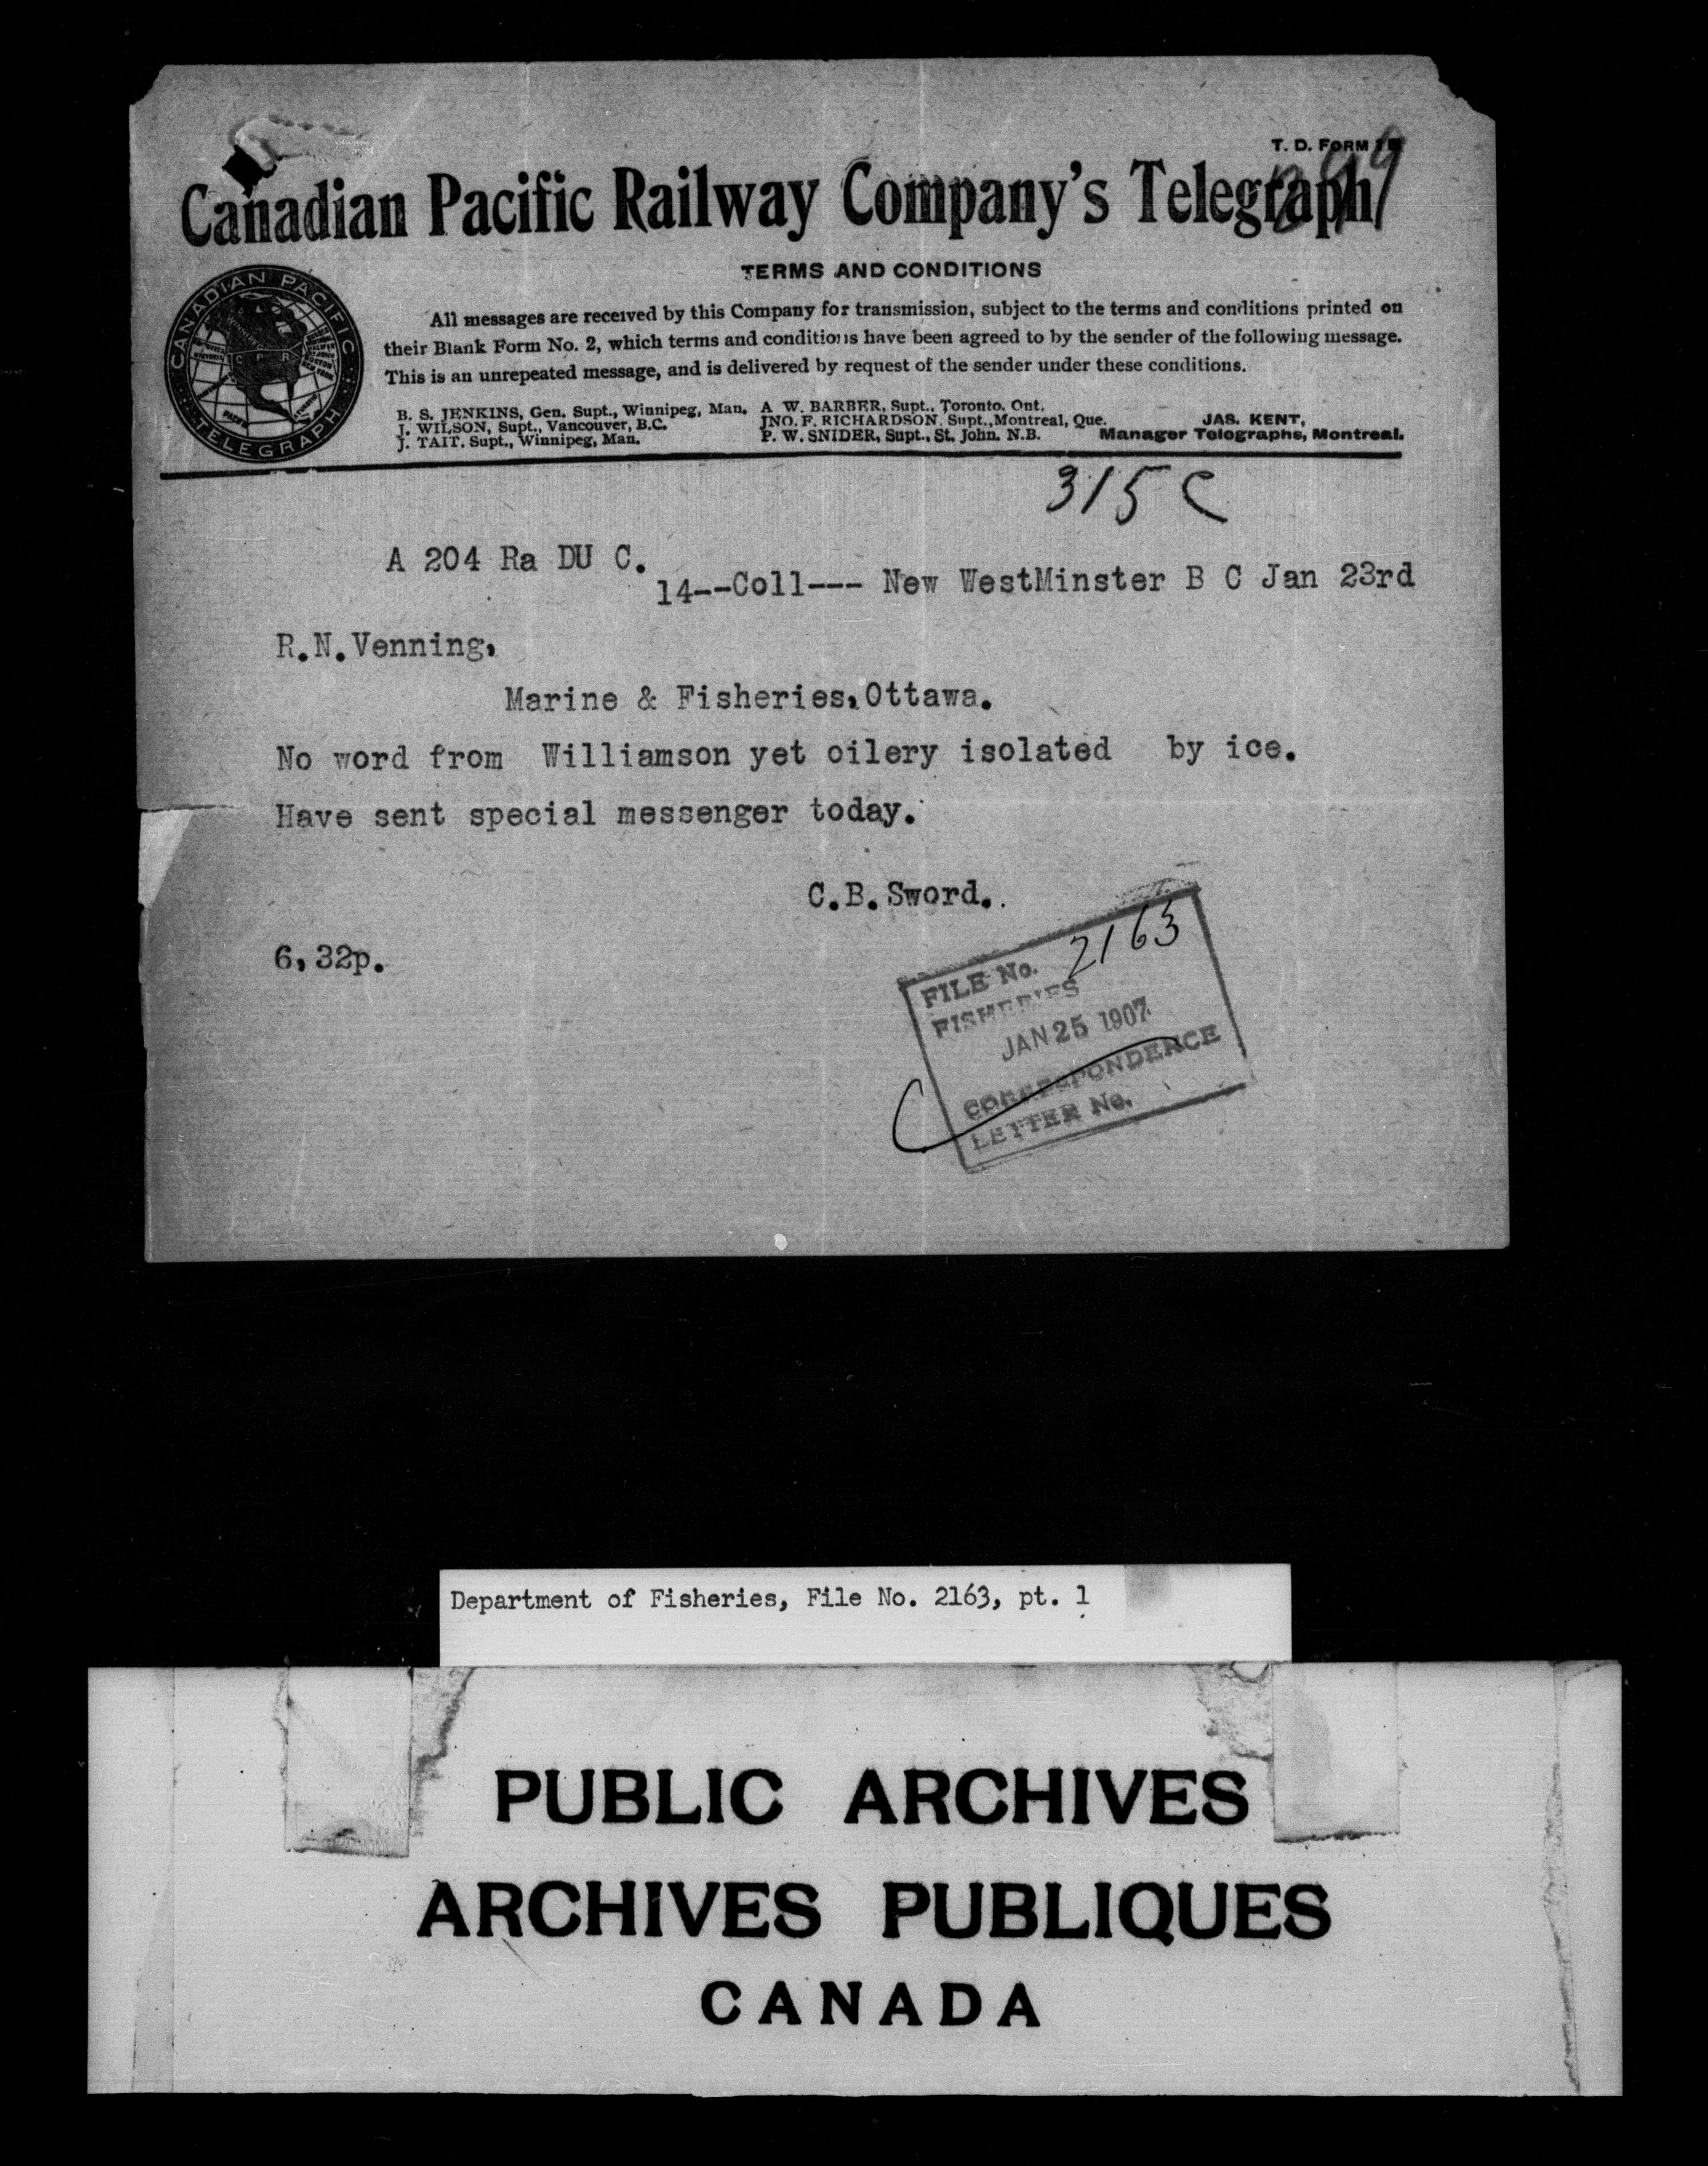 T. D. FORM
Canadian Pacific Railway Company's Telegraph
TERMS AND CONDITIONS
All messages are received by this Company for transmission, subject to the terms and conditions printed on
their Blank Form No. 2, which terms and conditions have been agreed to by the sender of the following message.
This is an unrepeated message, and is delivered by request of the sender under these conditions.
CANADIAN PACIFIC
TELEGRAPH
B. S. JENKINS, Gen. Supt., Winnipeg, Man.
J. WILSON, Supt., Vancouver, B.C.
J. TAIT, Supt., Winnipeg, Man.
A W. BARBER, Supt., Toronto. Ont.
JNO. F. RICHARDSON. Supt., Montreal, Que.
P. W. SNIDER, Supt., St. John. N.B.
JAS. KENT,
Manager Telegraphs, Montreal.
315 C
A 204 Ra DU C.
14--Coll--- New WestMinster B C Jan 23rd
R.N.Venning,
Marine & Fisheries,Ottawa.
No word from Williamson yet oilery isolated by ice.
Have sent special messenger today.
C.B.Sword..
6,32p.
FILE No. 2163
FISHERIES
JAN 25 1907
CORRESPONDENCE
LETTER No.
Department of Fisheries, File No. 2163, pt. 1
PUBLIC ARCHIVES
ARCHIVES PUBLIQUES
CANADA